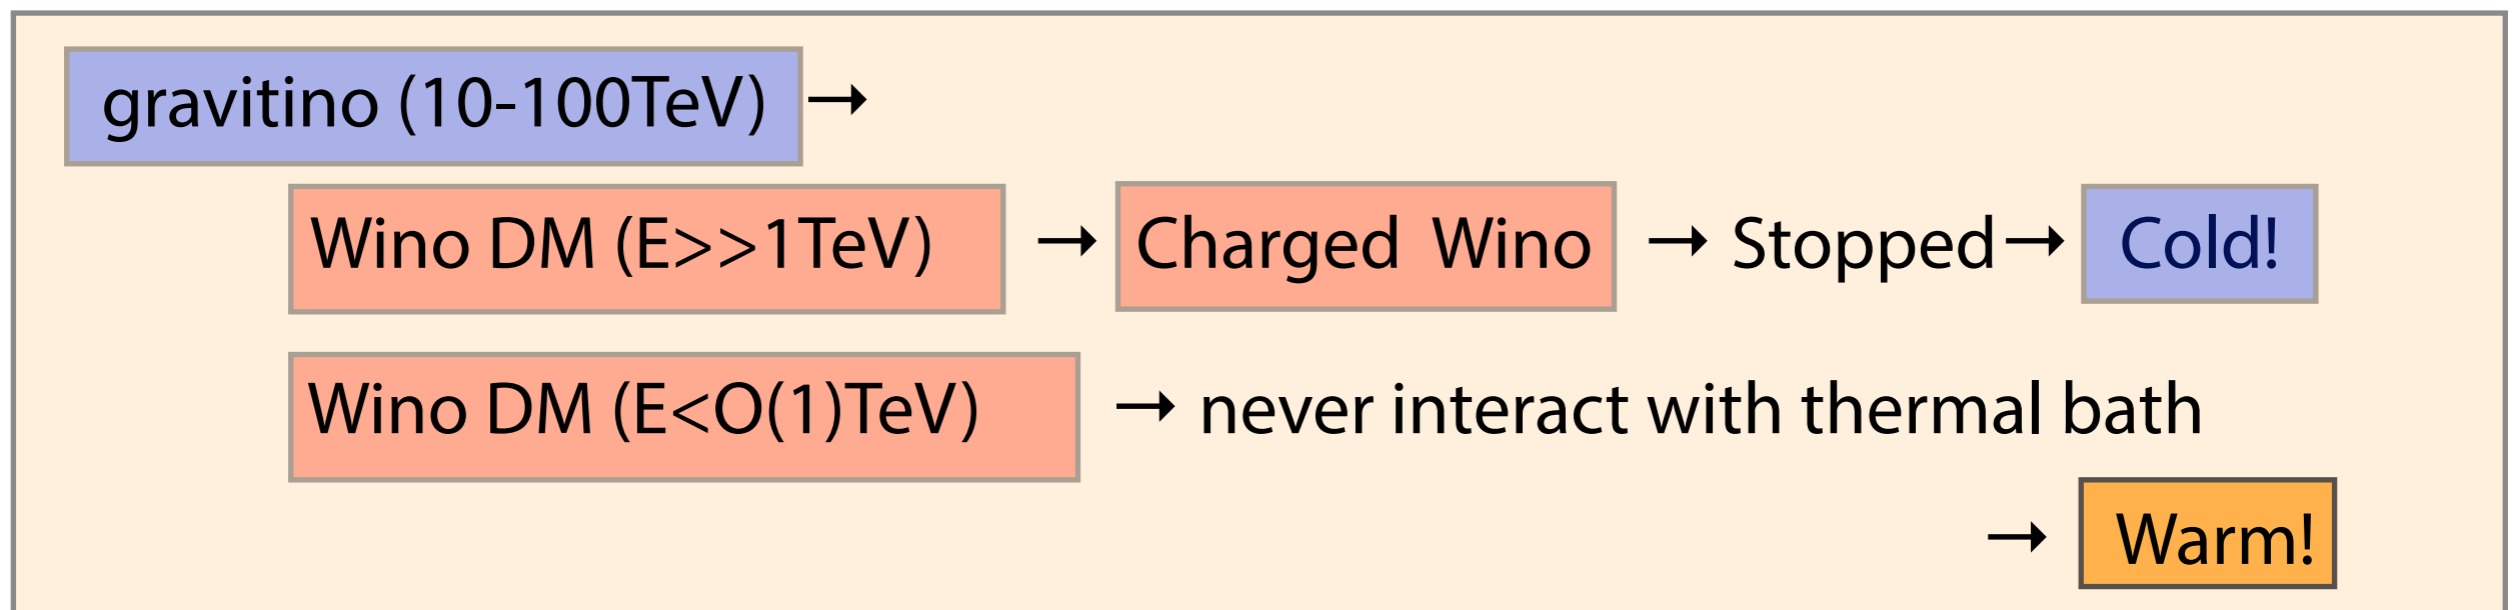 gravitino (10-100TeV) →
Wino DM (E>>1TeV) → Charged Wino → Stopped → Cold!
Wino DM (E<O(1)TeV) → never interact with thermal bath
→ Warm!